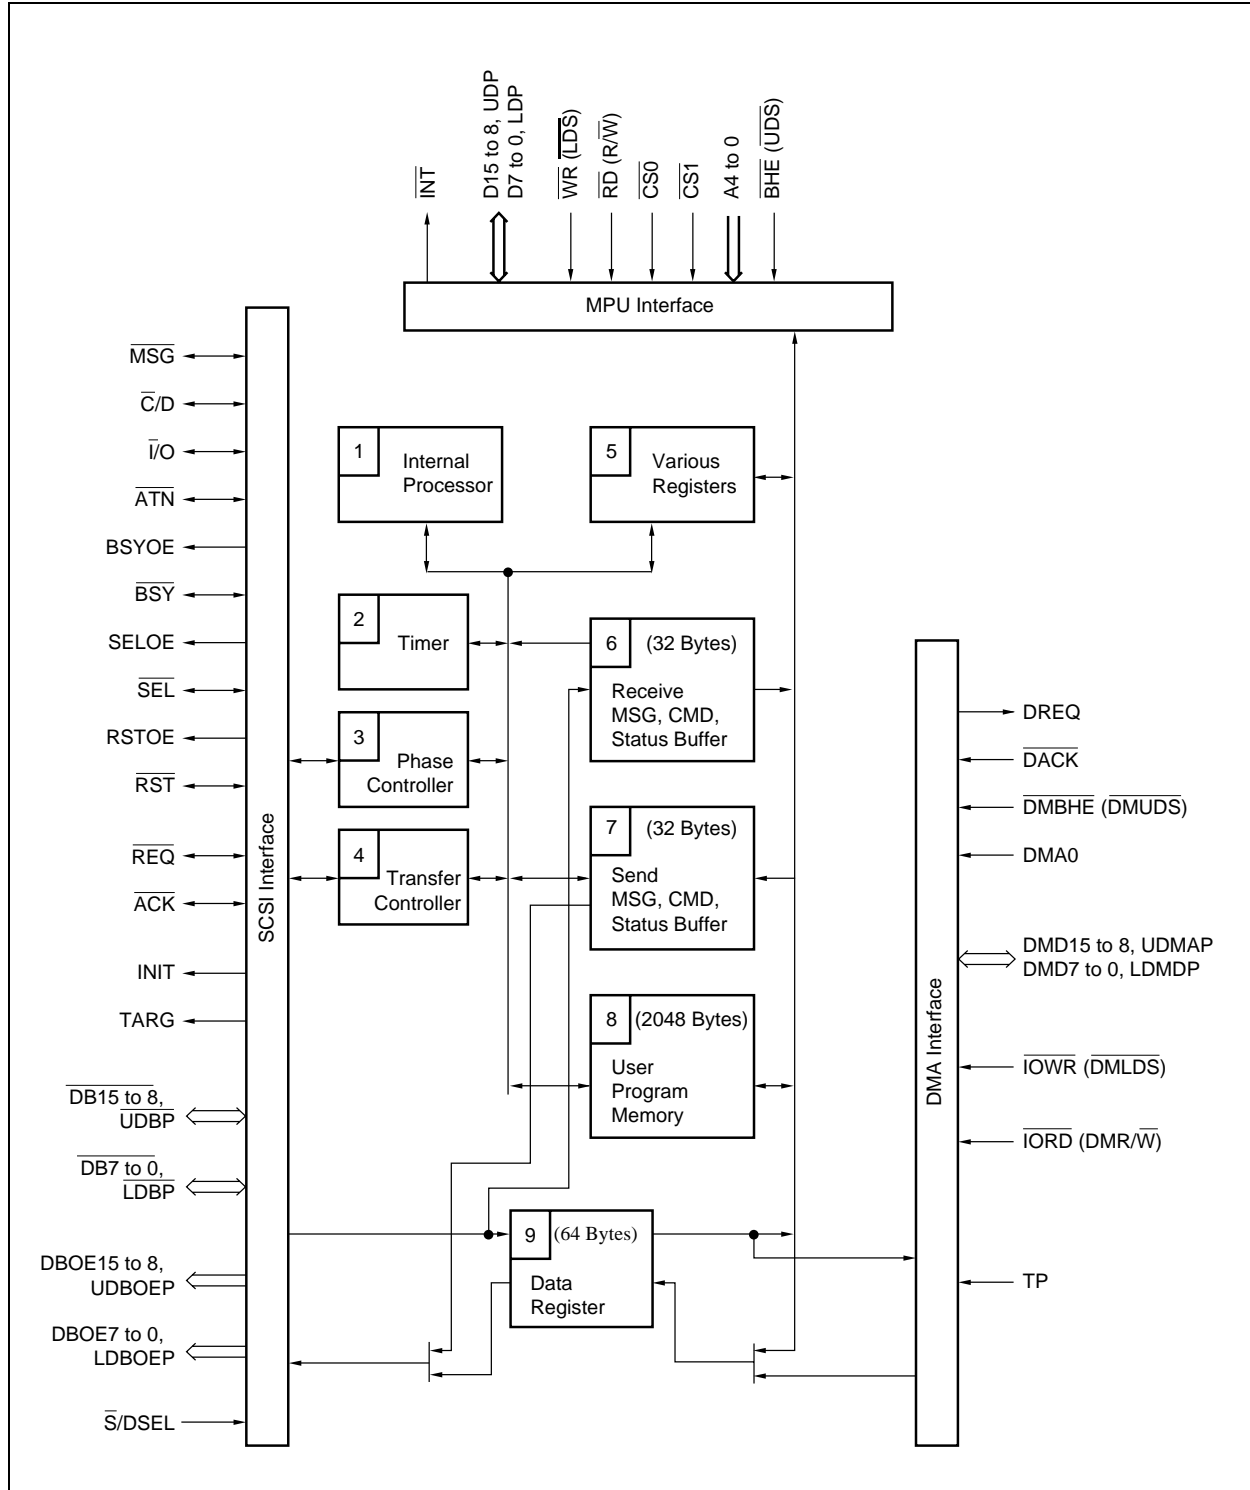 INT
D15 to 8, UDP
D7 to 0, LDP
WR (LDS)
RD (R/W)
CS0
CS1
A4 to 0
BHE (UDS)
MPU Interface
SCSI Interface
MSG
C/D
I/O
ATN
BSYOE
BSY
SELOE
SEL
RSTOE
RST
REQ
ACK
INIT
TARG
DB15 to 8,
UDBP
DB7 to 0,
LDBP
DBOE15 to 8,
UDBOEP
DBOE7 to 0,
LDBOEP
S/DSEL
1
Internal
Processor
2
Timer
3
Phase
Controller
4
Transfer
Controller
5
Various
Registers
6 (32 Bytes)
Receive
MSG, CMD,
Status Buffer
7 (32 Bytes)
Send
MSG, CMD,
Status Buffer
8 (2048 Bytes)
User
Program
Memory
9 (64 Bytes)
Data
Register
DMA Interface
DREQ
DACK
DMBHE (DMUDS)
DMA0
DMD15 to 8, UDMAP
DMD7 to 0, LDMDP
IOWR (DMLDS)
IORD (DMR/W)
TP